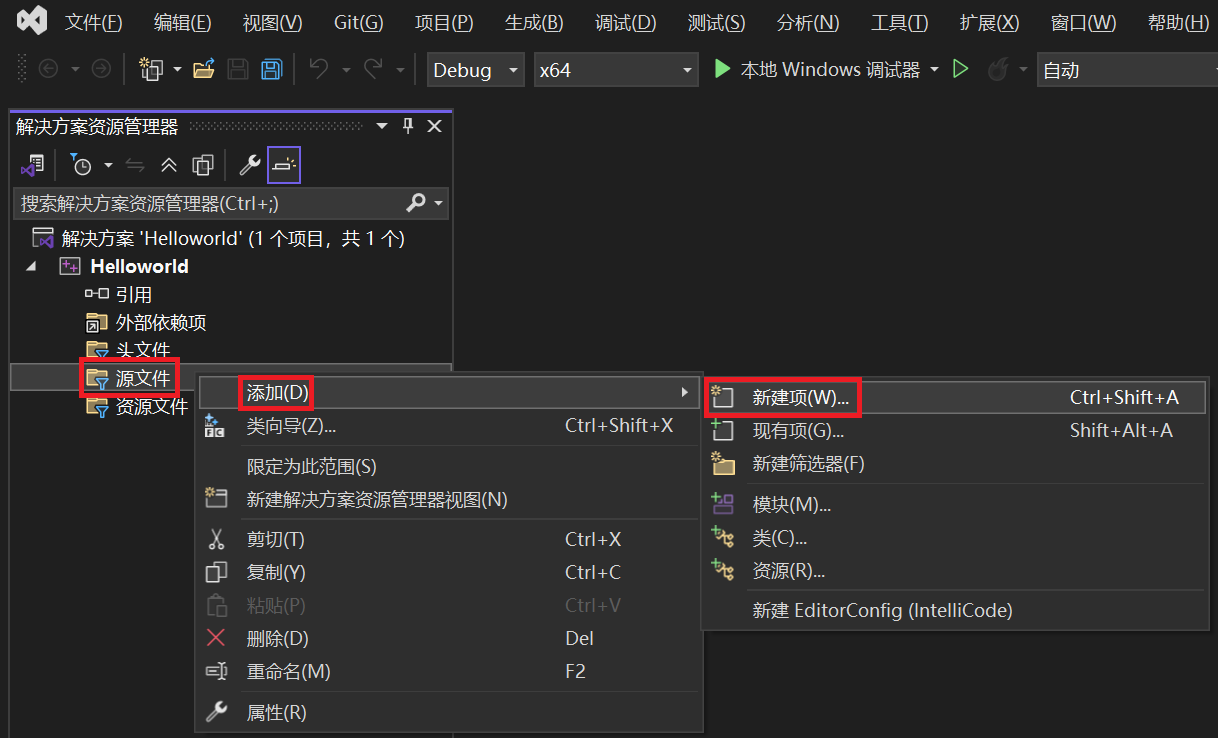 文件(F) 编辑(E) 视图(V) Git(G) 项目(P) 生成(B) 调试(D) 测试(S) 分析(N) 工具(T) 扩展(X) 窗口(W) 帮助(H)
Debug x64 本地 Windows 调试器 自动
解决方案资源管理器
搜索解决方案资源管理器(Ctrl+;)
解决方案 'Helloworld' (1 个项目，共 1 个)
Helloworld
引用
外部依赖项
头文件
源文件
资源文件
添加(D)
类向导(Z)... Ctrl+Shift+X
限定为此范围(S)
新建解决方案资源管理器视图(N)
剪切(T) Ctrl+X
复制(Y) Ctrl+C
粘贴(P) Ctrl+V
删除(D) Del
重命名(M) F2
属性(R)
新建项(W)... Ctrl+Shift+A
现有项(G)... Shift+Alt+A
新建筛选器(F)
模块(M)...
类(C)...
资源(R)...
新建 EditorConfig (IntelliCode)